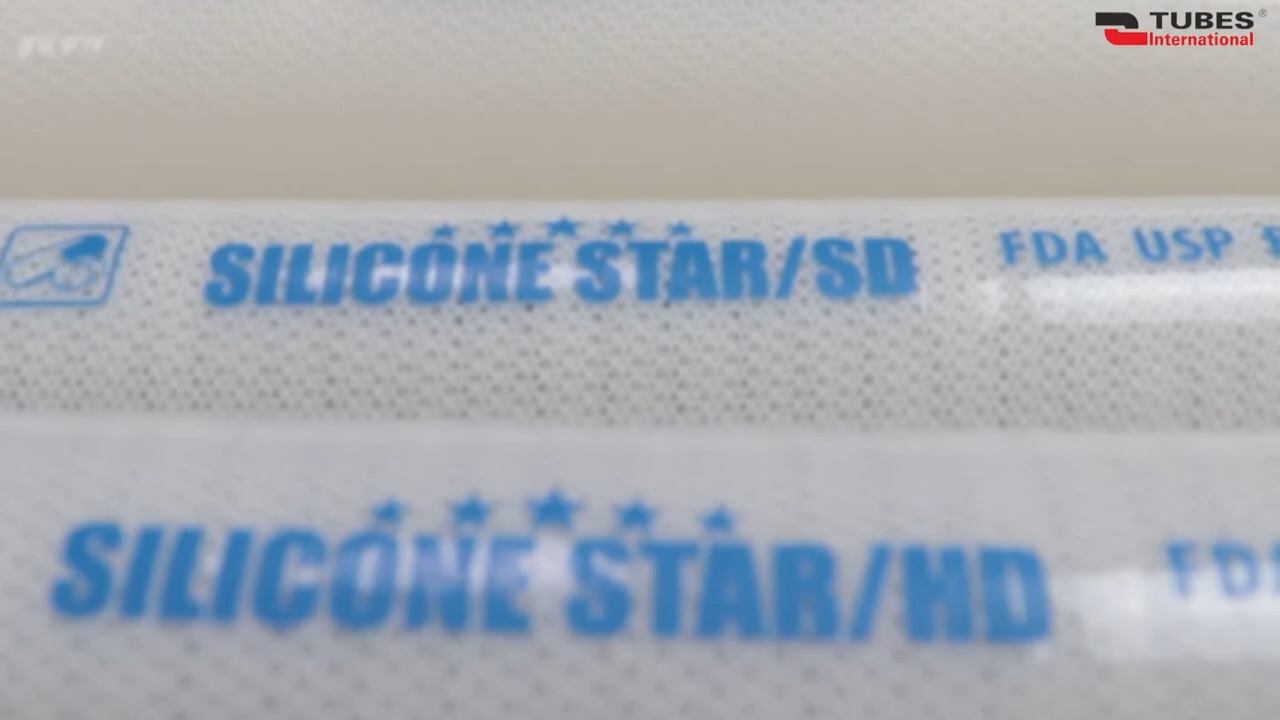 TUBES®
International
SILICONE STAR/SD FDA USP
SILICONE STAR/HD